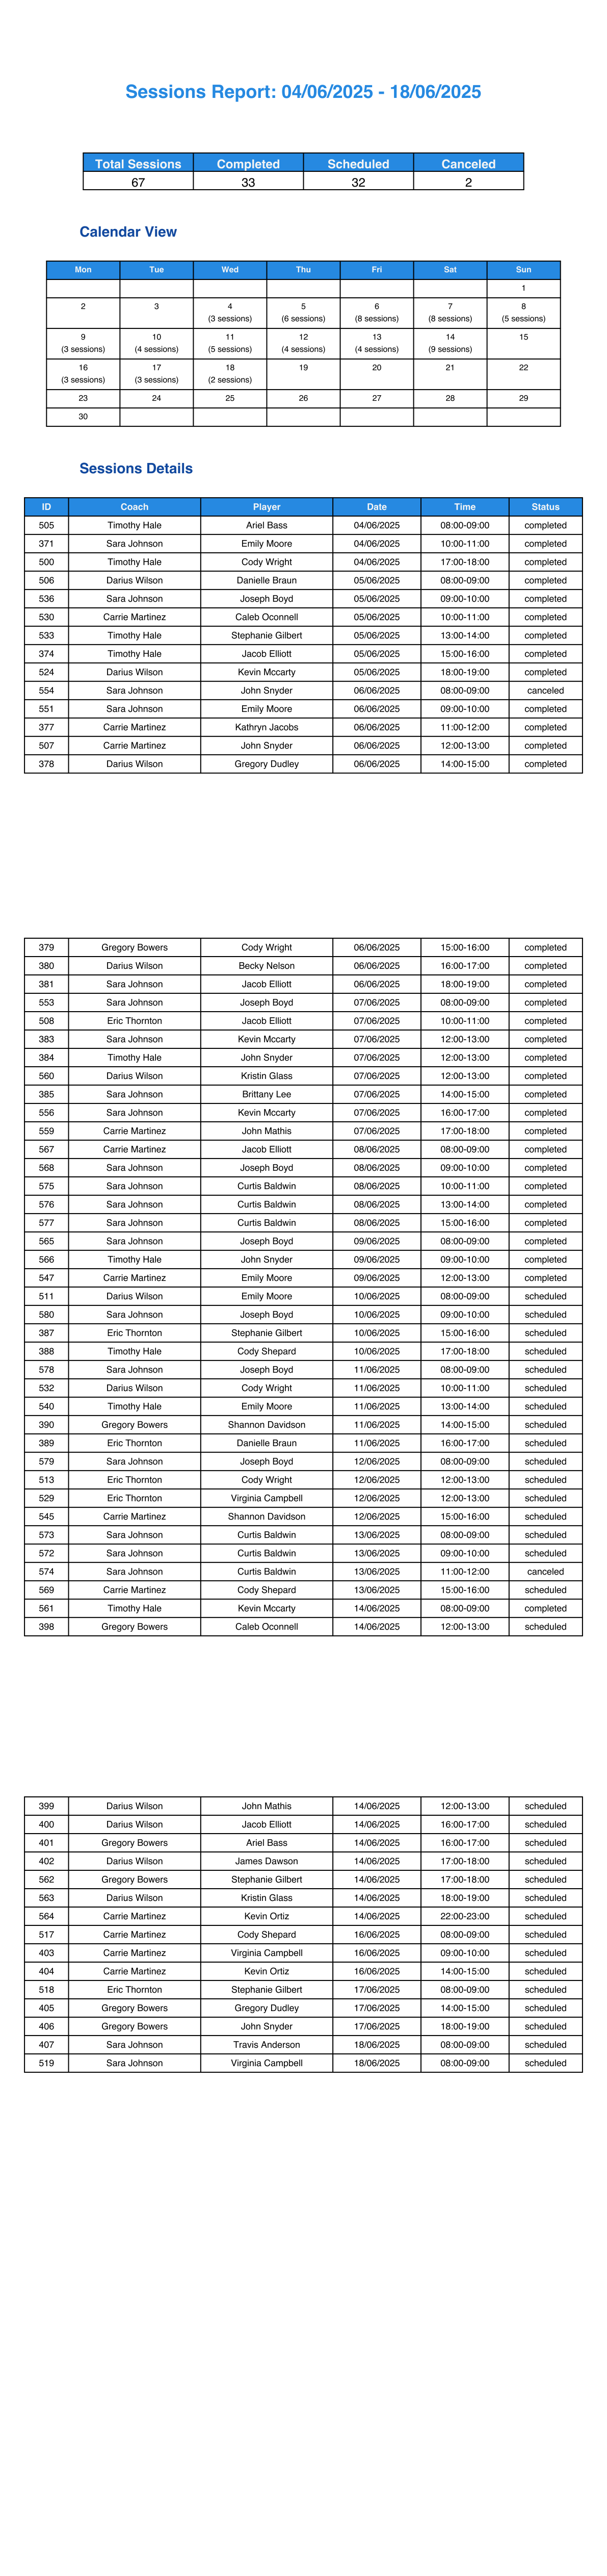 Sessions Report: 04/06/2025 - 18/06/2025
Total Sessions Completed Scheduled Canceled
67 33 32 2
Calendar View
Mon Tue Wed Thu Fri Sat Sun
1
2 3 4 5 6 7 8
(3 sessions) (6 sessions) (8 sessions) (8 sessions) (5 sessions)
9 10 11 12 13 14 15
(3 sessions) (4 sessions) (5 sessions) (4 sessions) (4 sessions) (9 sessions)
16 17 18 19 20 21 22
(3 sessions) (3 sessions) (2 sessions)
23 24 25 26 27 28 29
30
Sessions Details
ID Coach Player Date Time Status
505 Timothy Hale Ariel Bass 04/06/2025 08:00-09:00 completed
371 Sara Johnson Emily Moore 04/06/2025 10:00-11:00 completed
500 Timothy Hale Cody Wright 04/06/2025 17:00-18:00 completed
506 Darius Wilson Danielle Braun 05/06/2025 08:00-09:00 completed
536 Sara Johnson Joseph Boyd 05/06/2025 09:00-10:00 completed
530 Carrie Martinez Caleb Oconnell 05/06/2025 10:00-11:00 completed
533 Timothy Hale Stephanie Gilbert 05/06/2025 13:00-14:00 completed
374 Timothy Hale Jacob Elliott 05/06/2025 15:00-16:00 completed
524 Darius Wilson Kevin Mccarty 05/06/2025 18:00-19:00 completed
554 Sara Johnson John Snyder 06/06/2025 08:00-09:00 canceled
551 Sara Johnson Emily Moore 06/06/2025 09:00-10:00 completed
377 Carrie Martinez Kathryn Jacobs 06/06/2025 11:00-12:00 completed
507 Carrie Martinez John Snyder 06/06/2025 12:00-13:00 completed
378 Darius Wilson Gregory Dudley 06/06/2025 14:00-15:00 completed
379 Gregory Bowers Cody Wright 06/06/2025 15:00-16:00 completed
380 Darius Wilson Becky Nelson 06/06/2025 16:00-17:00 completed
381 Sara Johnson Jacob Elliott 06/06/2025 18:00-19:00 completed
553 Sara Johnson Joseph Boyd 07/06/2025 08:00-09:00 completed
508 Eric Thornton Jacob Elliott 07/06/2025 10:00-11:00 completed
383 Sara Johnson Kevin Mccarty 07/06/2025 12:00-13:00 completed
384 Timothy Hale John Snyder 07/06/2025 12:00-13:00 completed
560 Darius Wilson Kristin Glass 07/06/2025 12:00-13:00 completed
385 Sara Johnson Brittany Lee 07/06/2025 14:00-15:00 completed
556 Sara Johnson Kevin Mccarty 07/06/2025 16:00-17:00 completed
559 Carrie Martinez John Mathis 07/06/2025 17:00-18:00 completed
567 Carrie Martinez Jacob Elliott 08/06/2025 08:00-09:00 completed
568 Sara Johnson Joseph Boyd 08/06/2025 09:00-10:00 completed
575 Sara Johnson Curtis Baldwin 08/06/2025 10:00-11:00 completed
576 Sara Johnson Curtis Baldwin 08/06/2025 13:00-14:00 completed
577 Sara Johnson Curtis Baldwin 08/06/2025 15:00-16:00 completed
565 Sara Johnson Joseph Boyd 09/06/2025 08:00-09:00 completed
566 Timothy Hale John Snyder 09/06/2025 09:00-10:00 completed
547 Carrie Martinez Emily Moore 09/06/2025 12:00-13:00 completed
511 Darius Wilson Emily Moore 10/06/2025 08:00-09:00 scheduled
580 Sara Johnson Joseph Boyd 10/06/2025 09:00-10:00 scheduled
387 Eric Thornton Stephanie Gilbert 10/06/2025 15:00-16:00 scheduled
388 Timothy Hale Cody Shepard 10/06/2025 17:00-18:00 scheduled
578 Sara Johnson Joseph Boyd 11/06/2025 08:00-09:00 scheduled
532 Darius Wilson Cody Wright 11/06/2025 10:00-11:00 scheduled
540 Timothy Hale Emily Moore 11/06/2025 13:00-14:00 scheduled
390 Gregory Bowers Shannon Davidson 11/06/2025 14:00-15:00 scheduled
389 Eric Thornton Danielle Braun 11/06/2025 16:00-17:00 scheduled
579 Sara Johnson Joseph Boyd 12/06/2025 08:00-09:00 scheduled
513 Eric Thornton Cody Wright 12/06/2025 12:00-13:00 scheduled
529 Eric Thornton Virginia Campbell 12/06/2025 12:00-13:00 scheduled
545 Carrie Martinez Shannon Davidson 12/06/2025 15:00-16:00 scheduled
573 Sara Johnson Curtis Baldwin 13/06/2025 08:00-09:00 scheduled
572 Sara Johnson Curtis Baldwin 13/06/2025 09:00-10:00 scheduled
574 Sara Johnson Curtis Baldwin 13/06/2025 11:00-12:00 canceled
569 Carrie Martinez Cody Shepard 13/06/2025 15:00-16:00 scheduled
561 Timothy Hale Kevin Mccarty 14/06/2025 08:00-09:00 completed
398 Gregory Bowers Caleb Oconnell 14/06/2025 12:00-13:00 scheduled
399 Darius Wilson John Mathis 14/06/2025 12:00-13:00 scheduled
400 Darius Wilson Jacob Elliott 14/06/2025 16:00-17:00 scheduled
401 Gregory Bowers Ariel Bass 14/06/2025 16:00-17:00 scheduled
402 Darius Wilson James Dawson 14/06/2025 17:00-18:00 scheduled
562 Gregory Bowers Stephanie Gilbert 14/06/2025 17:00-18:00 scheduled
563 Darius Wilson Kristin Glass 14/06/2025 18:00-19:00 scheduled
564 Carrie Martinez Kevin Ortiz 14/06/2025 22:00-23:00 scheduled
517 Carrie Martinez Cody Shepard 16/06/2025 08:00-09:00 scheduled
403 Carrie Martinez Virginia Campbell 16/06/2025 09:00-10:00 scheduled
404 Carrie Martinez Kevin Ortiz 16/06/2025 14:00-15:00 scheduled
518 Eric Thornton Stephanie Gilbert 17/06/2025 08:00-09:00 scheduled
405 Gregory Bowers Gregory Dudley 17/06/2025 14:00-15:00 scheduled
406 Gregory Bowers John Snyder 17/06/2025 18:00-19:00 scheduled
407 Sara Johnson Travis Anderson 18/06/2025 08:00-09:00 scheduled
519 Sara Johnson Virginia Campbell 18/06/2025 08:00-09:00 scheduled